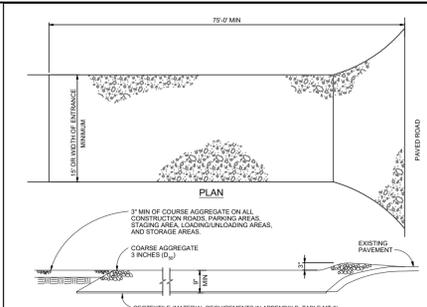 75'-0' MIN
15' OR WIDTH OF ENTRANCE
MINIMUM
PAVED ROAD
PLAN
3" MIN OF COURSE AGGREGATE ON ALL
CONSTRUCTION ROADS, PARKING AREAS,
STAGING AREA, LOADING/UNLOADING AREAS,
AND STORAGE AREAS.
COARSE AGGREGATE
3 INCHES (D50)
EXISTING
PAVEMENT
3"
9"
MIN